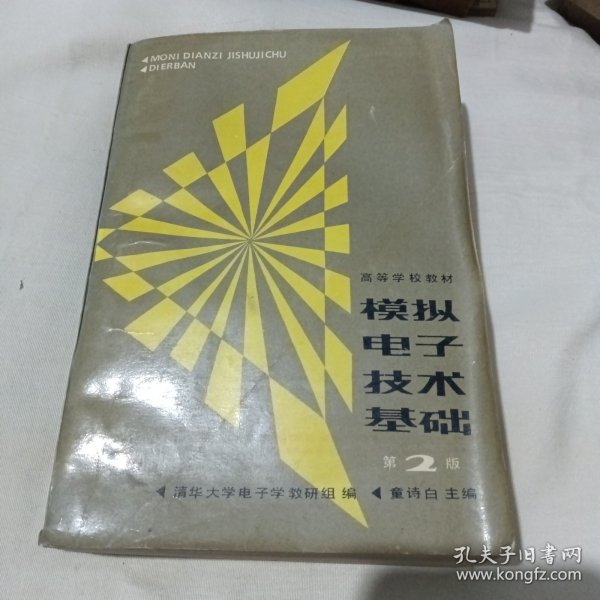 MONI DIANZI JISHUJICHU
DIERBAN
高等学校教材
模拟
电子
技术
基础
第2版
清华大学电子学教研组 编
童诗白 主编
孔夫子旧书网
www.kongfz.com